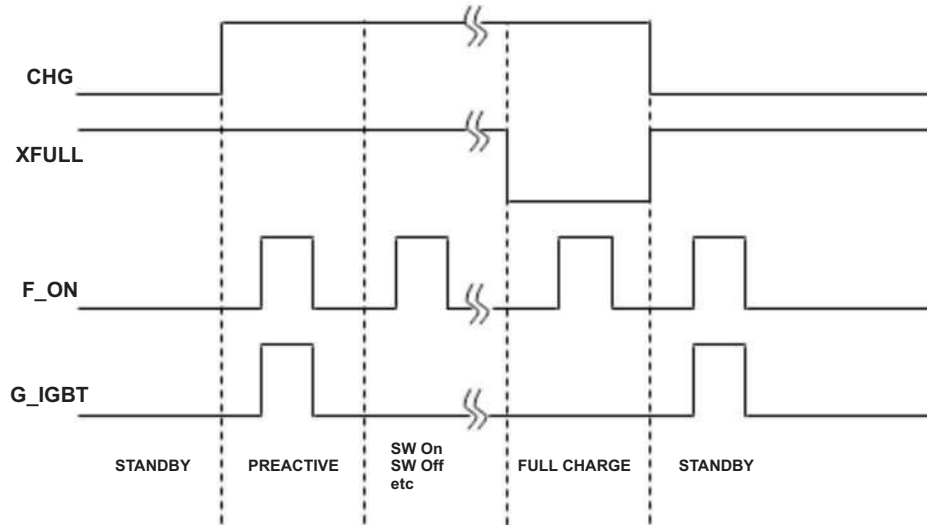 CHG
XFULL
F_ON
G_IGBT
STANDBY
PREACTIVE
SW On
SW Off
etc
FULL CHARGE
STANDBY